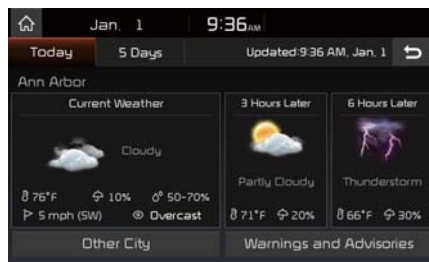 Jan. 1 9:36AM
Today 5 Days Updated:9:36 AM, Jan. 1
Ann Arbor
Current Weather
Cloudy
76°F 10% 50-70%
5 mph (SW) Overcast
3 Hours Later
Partly Cloudy
71°F 20%
6 Hours Later
Thunderstorm
66°F 30%
Other City Warnings and Advisories